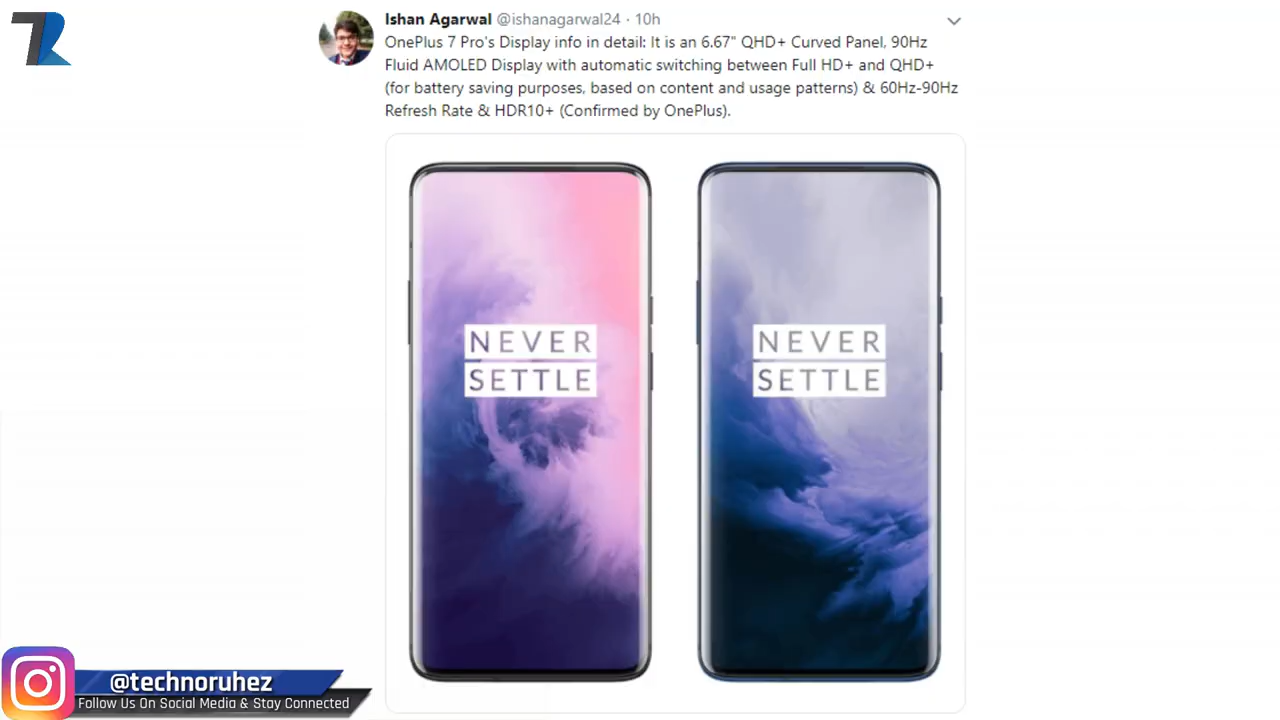 Ishan Agarwal @ishanagarwal24 · 10h
OnePlus 7 Pro's Display info in detail: It is an 6.67" QHD+ Curved Panel, 90Hz
Fluid AMOLED Display with automatic switching between Full HD+ and QHD+
(for battery saving purposes, based on content and usage patterns) & 60Hz-90Hz
Refresh Rate & HDR10+ (Confirmed by OnePlus).
NEVER
SETTLE
NEVER
SETTLE
@technoruhez
Follow Us On Social Media & Stay Connected